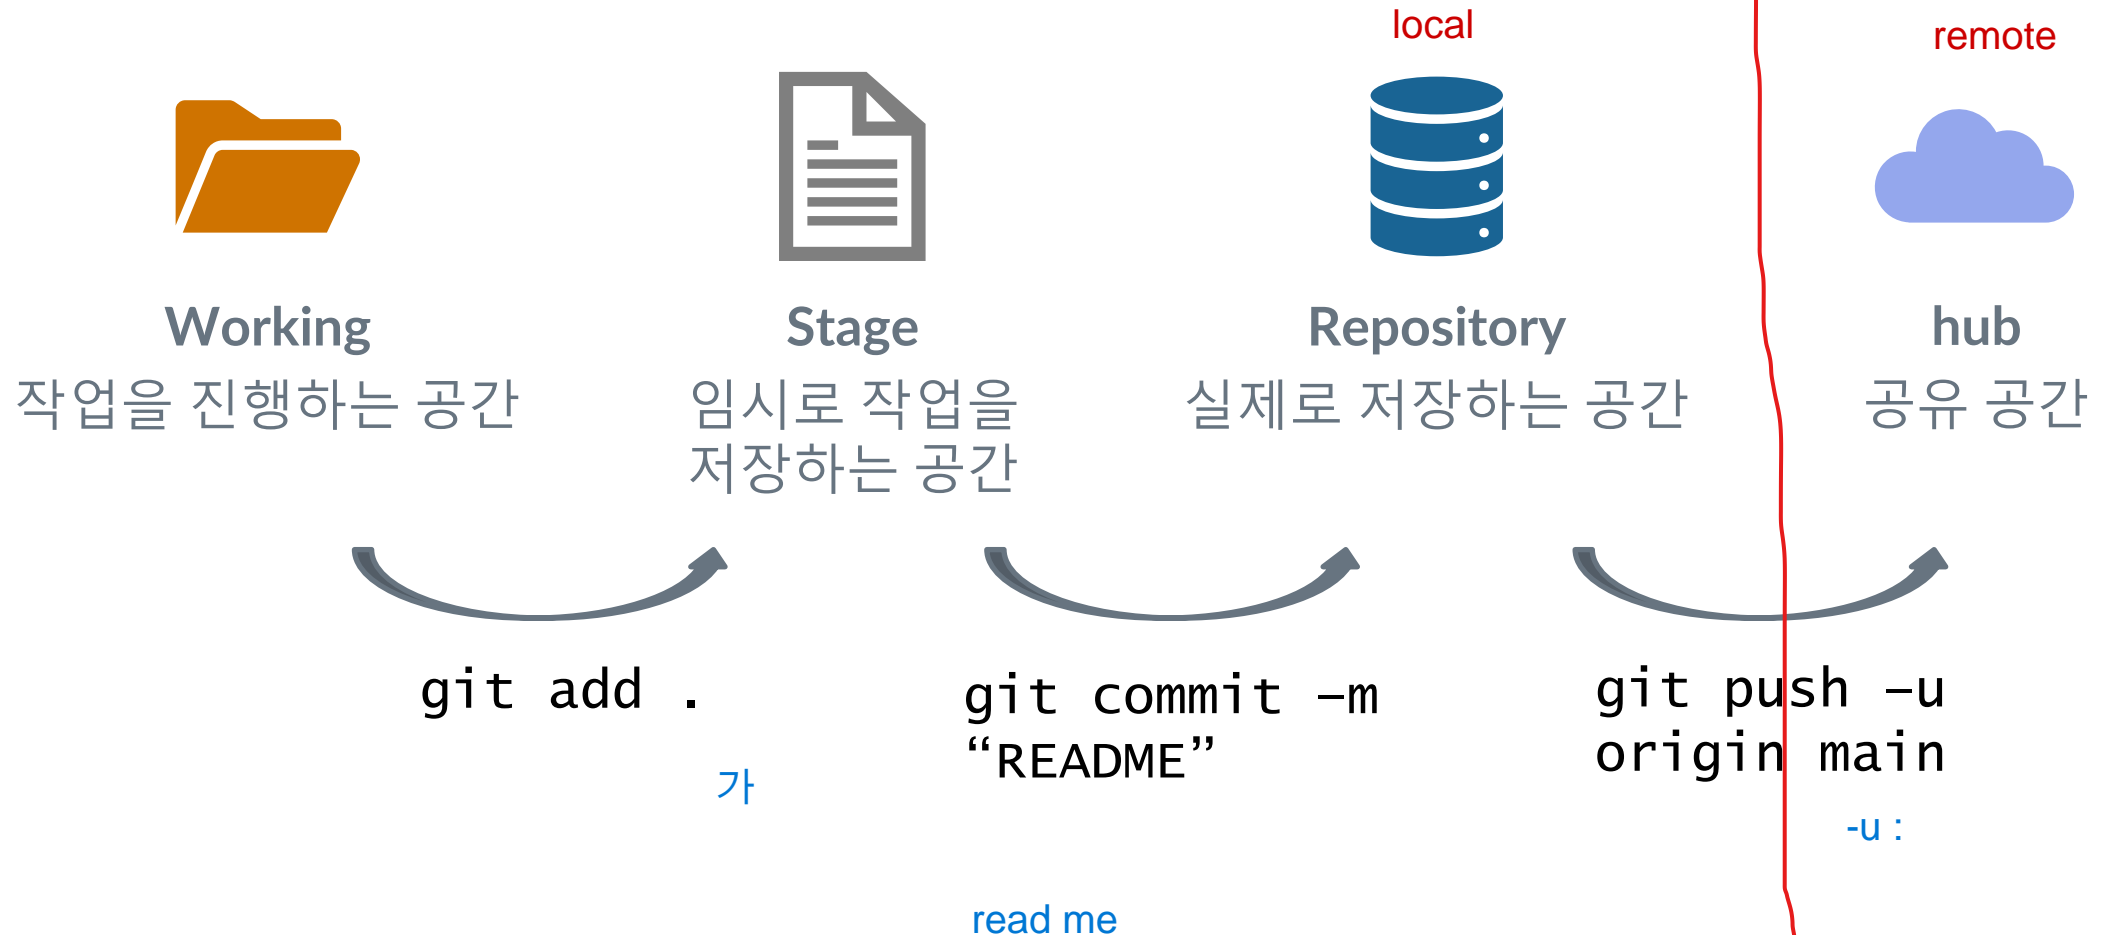 local
remote
Working
작업을 진행하는 공간
Stage
임시로 작업을
저장하는 공간
Repository
실제로 저장하는 공간
hub
공유 공간
git add .
가
git commit –m
“README”
read me
git push –u
origin main
-u :